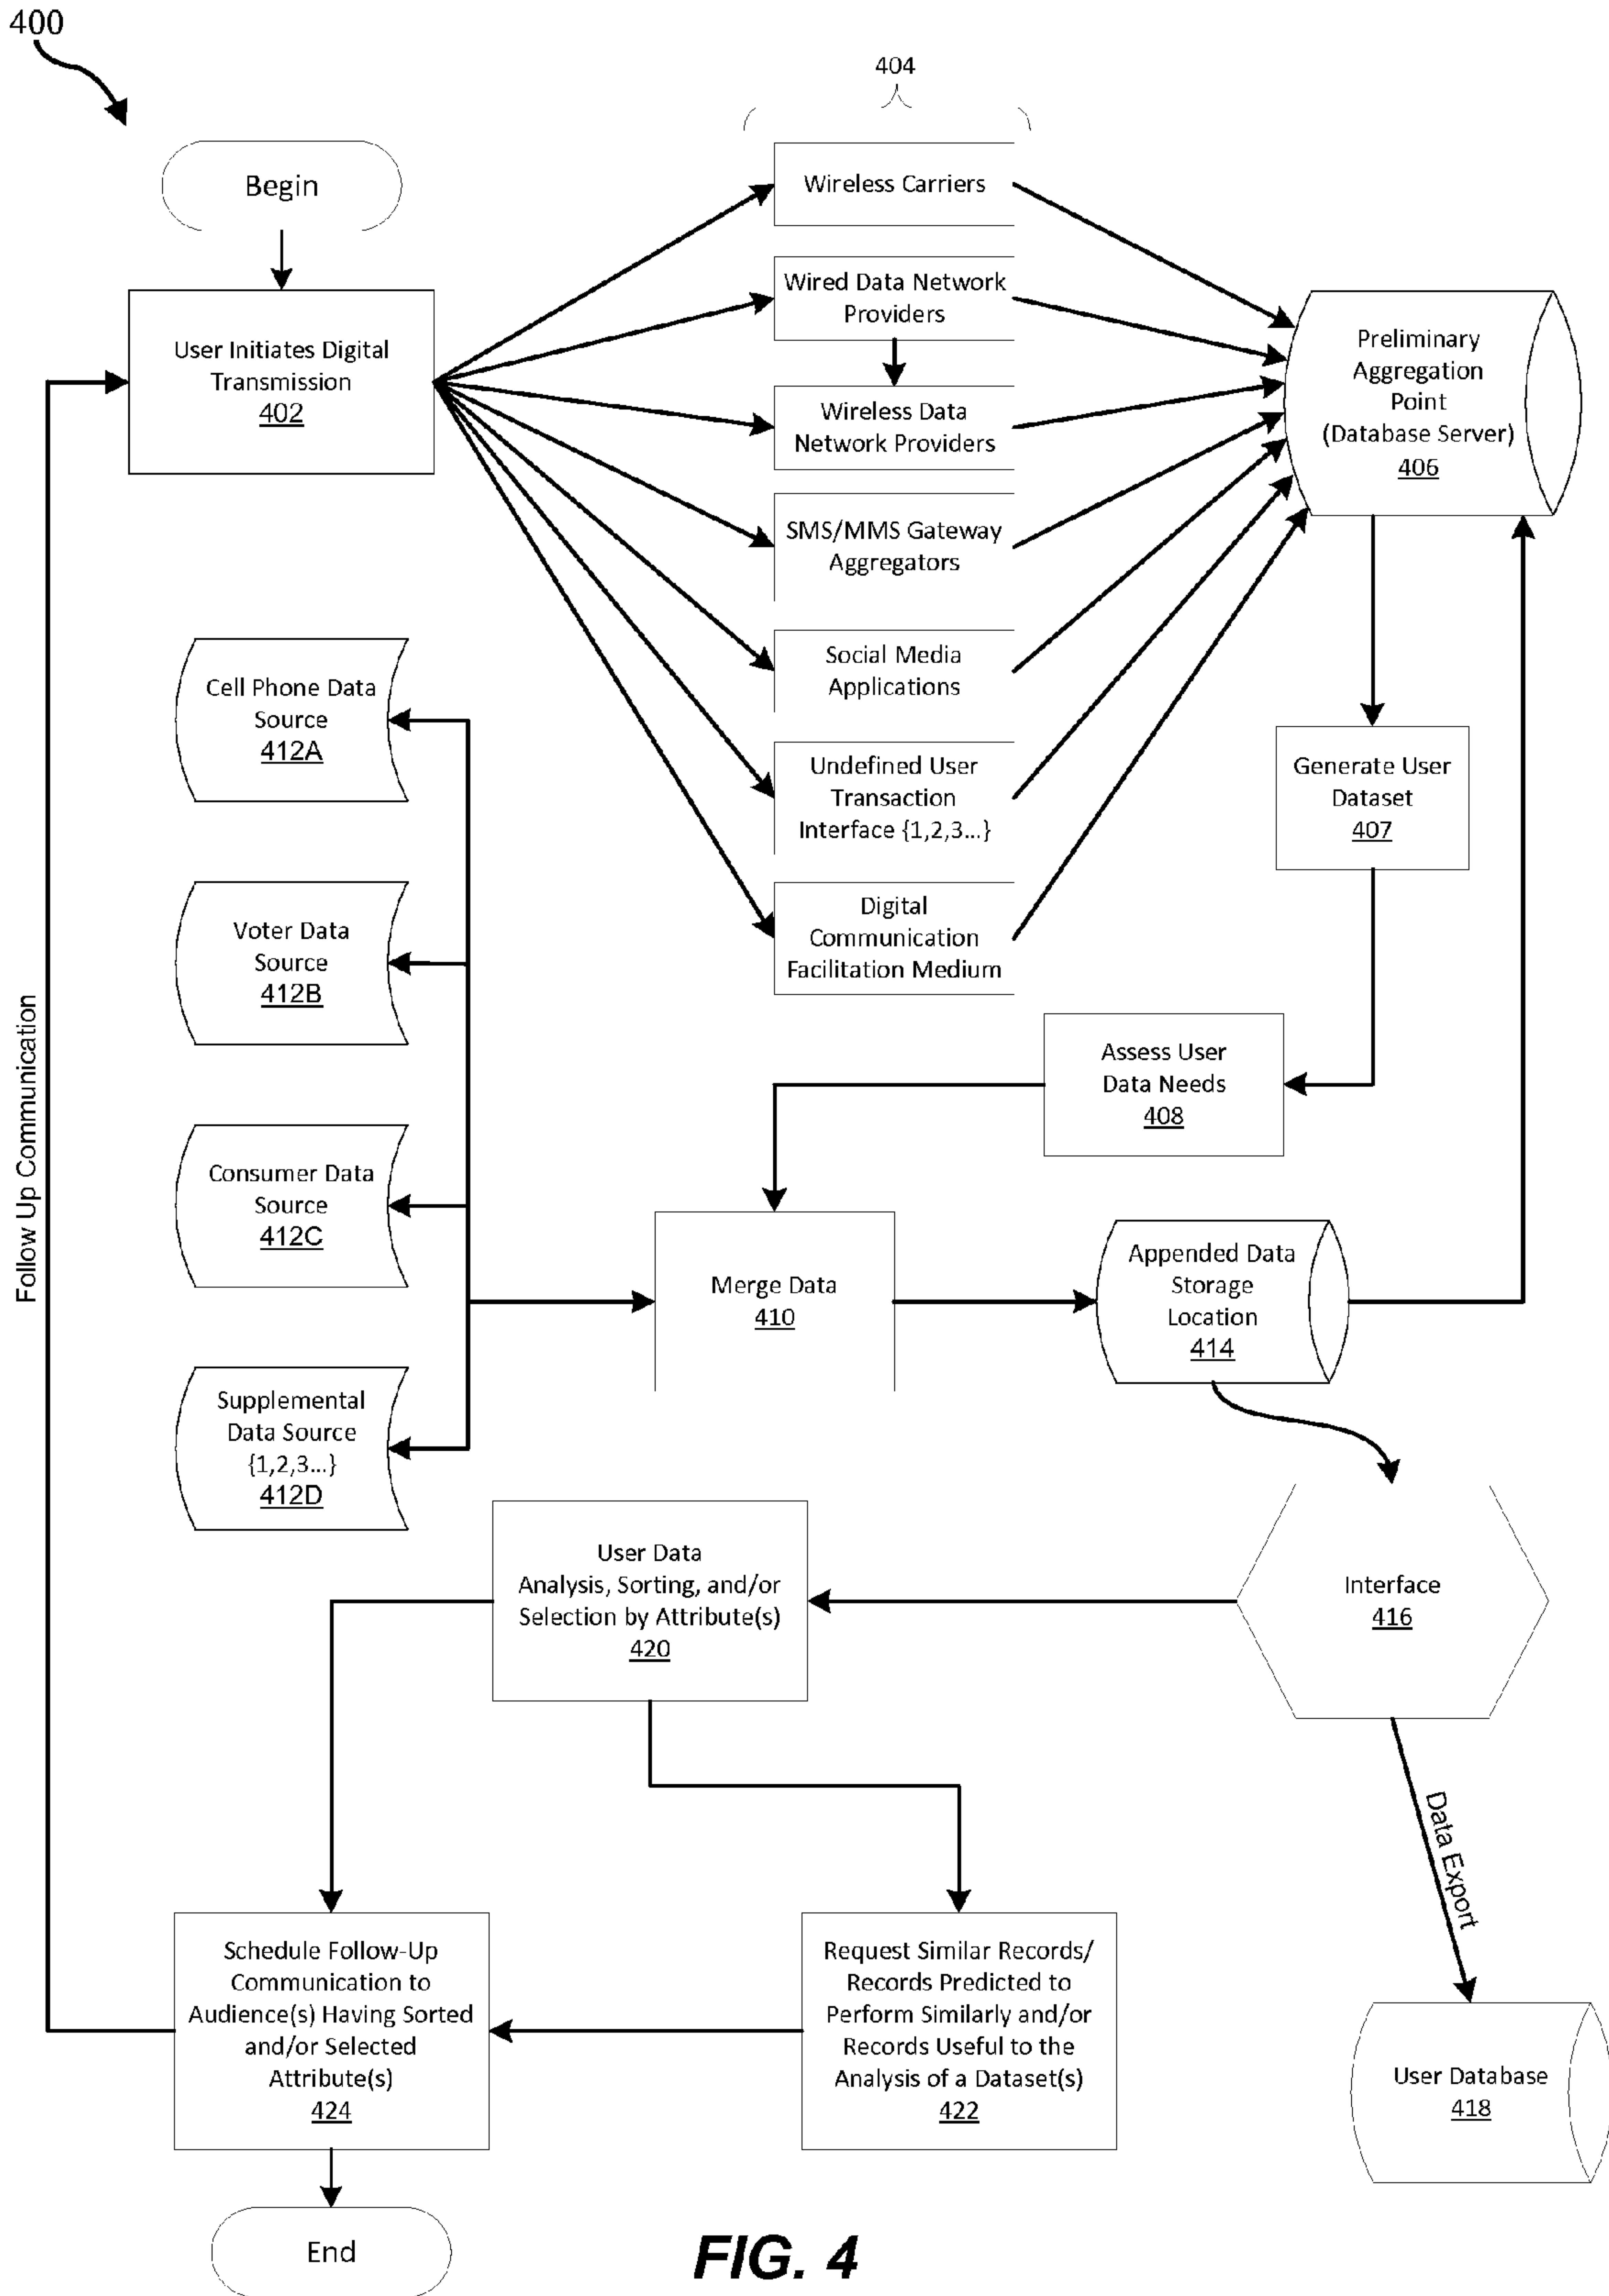 400
404
Begin
Wireless Carriers
Wired Data Network
Providers
User Initiates Digital
Transmission
402
Preliminary
Aggregation
Point
(Database Server)
406
Wireless Data
Network Providers
SMS/MMS Gateway
Aggregators
Social Media
Applications
Cell Phone Data
Source
412A
Undefined User
Transaction
Interface {1,2,3...}
Generate User
Dataset
407
Voter Data
Source
412B
Digital
Communication
Facilitation Medium
Follow Up Communication
Assess User
Data Needs
408
Consumer Data
Source
412C
Merge Data
410
Appended Data
Storage
Location
414
Supplemental
Data Source
{1,2,3...}
412D
User Data
Analysis, Sorting, and/or
Selection by Attribute(s)
420
Interface
416
Data Export
Schedule Follow-Up
Communication to
Audience(s) Having Sorted
and/or Selected
Attribute(s)
424
Request Similar Records/
Records Predicted to
Perform Similarly and/or
Records Useful to the
Analysis of a Dataset(s)
422
User Database
418
End
FIG. 4